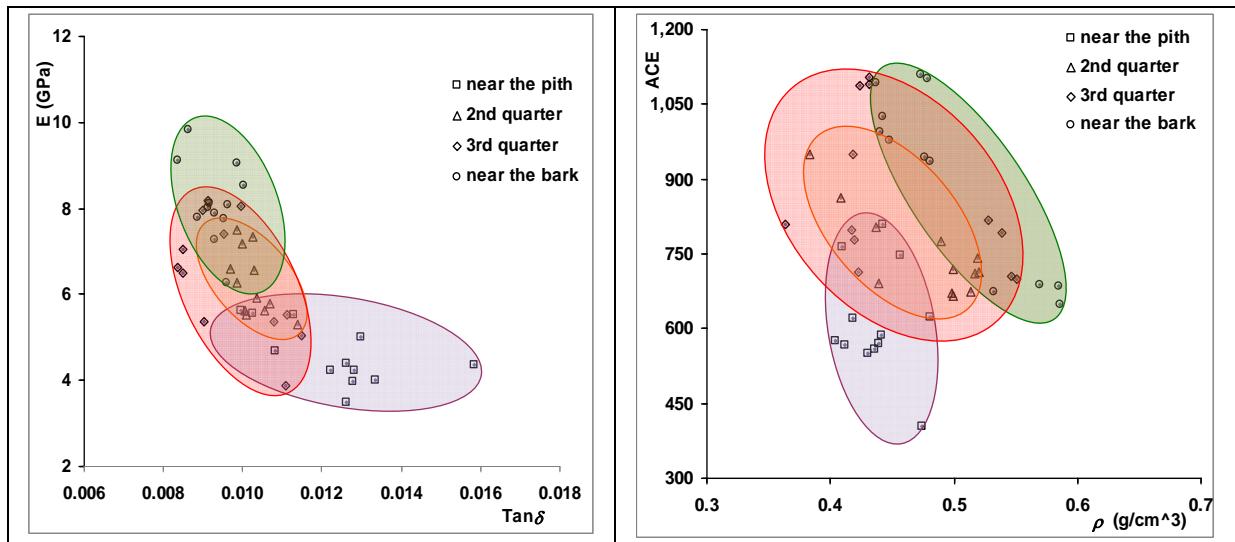 E (GPa)
12
10
8
6
4
2
0.006
0.008
0.010
0.012
0.014
0.016
0.018
Tanδ
near the pith
2nd quarter
3rd quarter
near the bark
ACE
1,200
1,050
900
750
600
450
300
0.3
0.4
0.5
0.6
0.7
ρ (g/cm^3)
near the pith
2nd quarter
3rd quarter
near the bark